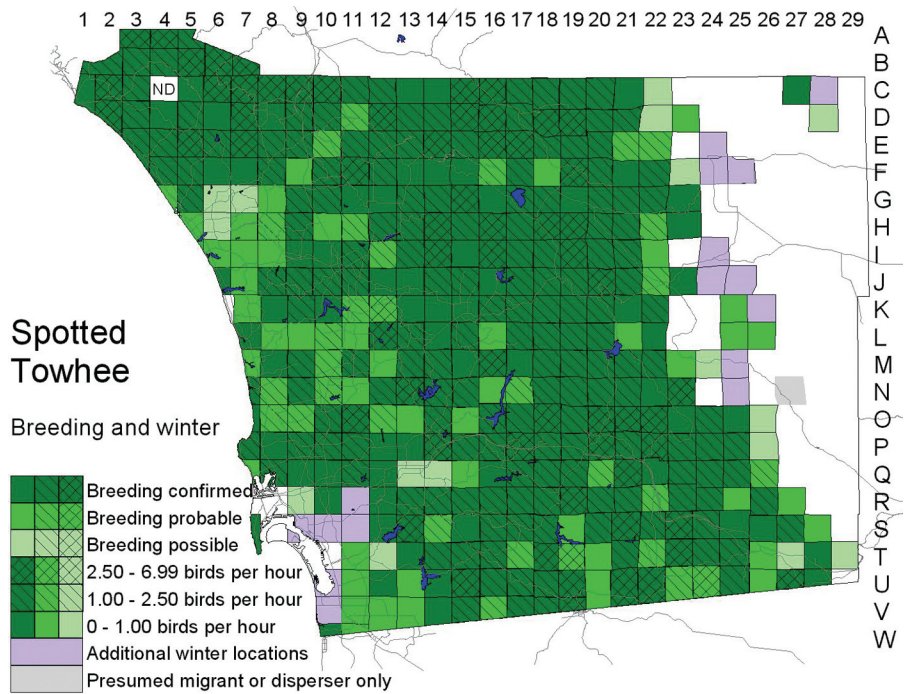 1 2 3 4 5 6 7 8 9 10 11 12 13 14 15 16 17 18 19 20 21 22 23 24 25 26 27 28 29
A
B
C
D
E
F
G
H
I
J
K
L
M
N
O
P
Q
R
S
T
U
V
W
ND
Spotted
Towhee
Breeding and winter
Breeding confirmed
Breeding probable
Breeding possible
2.50 - 6.99 birds per hour
1.00 - 2.50 birds per hour
0 - 1.00 birds per hour
Additional winter locations
Presumed migrant or disperser only